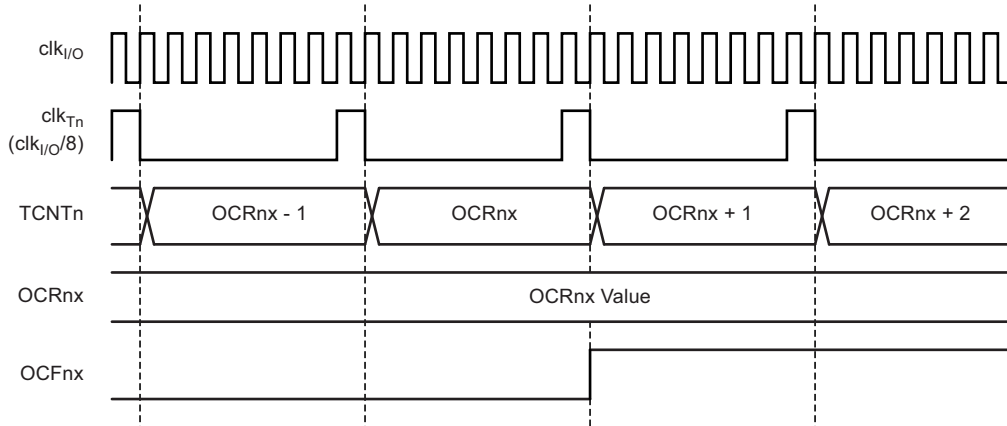 clkI/O
clkTn
(clkI/O/8)
TCNTn
OCRnx - 1
OCRnx
OCRnx + 1
OCRnx + 2
OCRnx
OCRnx Value
OCFnx